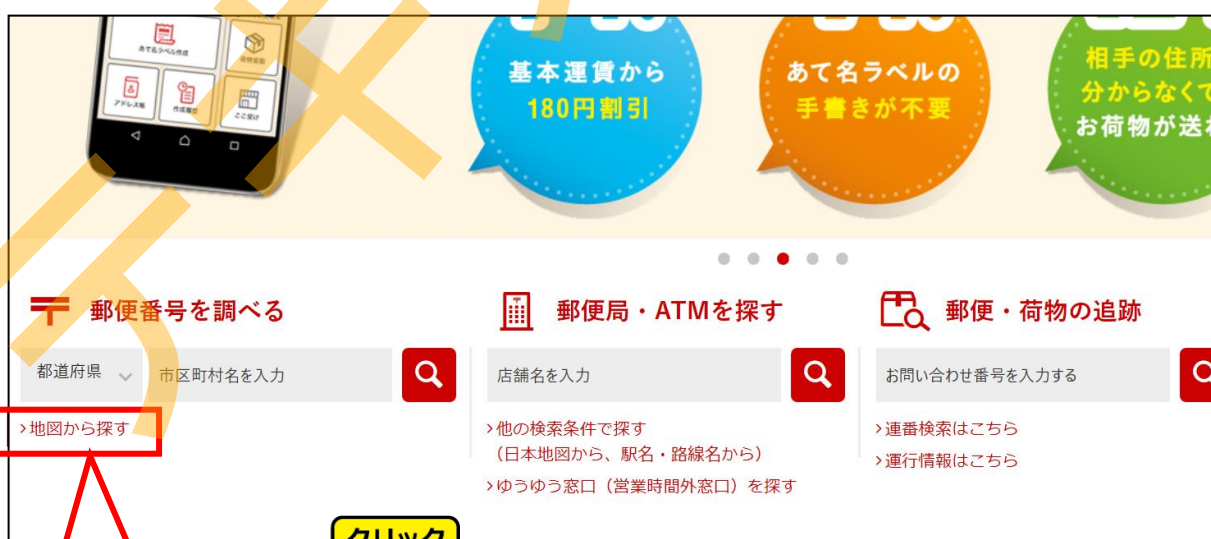 あて名ラベル作成
荷物受取
アドレス帳
作成履歴
ここ受け
基本運賃から
180円割引
あて名ラベルの
手書きが不要
相手の住所
分からなくて
お荷物が送
郵便番号を調べる
都道府県
市区町村名を入力
›地図から探す
郵便局・ATMを探す
店舗名を入力
›他の検索条件で探す
(日本地図から、駅名・路線名から)
›ゆうゆう窓口(営業時間外窓口)を探す
郵便・荷物の追跡
お問い合わせ番号を入力する
›連番検索はこちら
›運行情報はこちら
クリック